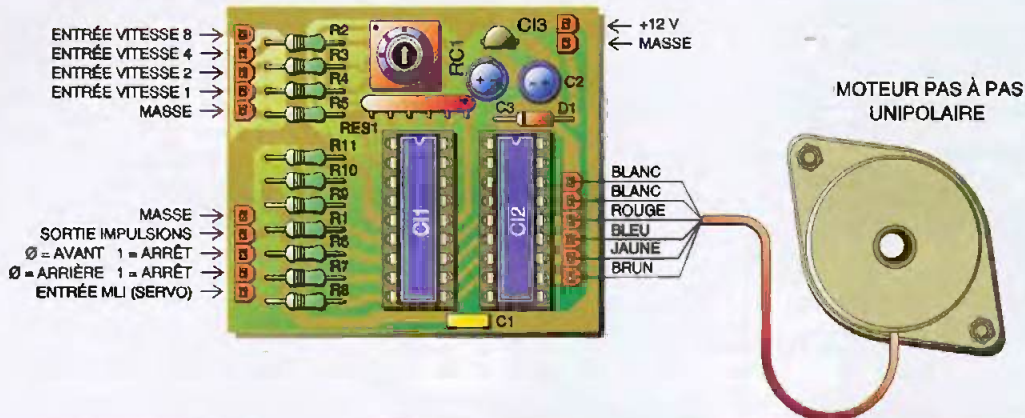 ENTRÉE VITESSE 8
ENTRÉE VITESSE 4
ENTRÉE VITESSE 2
ENTRÉE VITESSE 1
MASSE
R2
R3
R4
R5
RES1
RC1
CI3
+12 V
MASSE
C2
C3
D1
R11
R10
R9
R1
R6
R7
R8
MASSE
SORTIE IMPULSIONS
Ø = AVANT 1 = ARRÊT
Ø = ARRIÈRE 1 = ARRÊT
ENTRÉE MLI (SERVO)
CI1
CI2
C1
BLANC
BLANC
ROUGE
BLEU
JAUNE
BRUN
MOTEUR PAS À PAS
UNIPOLAIRE